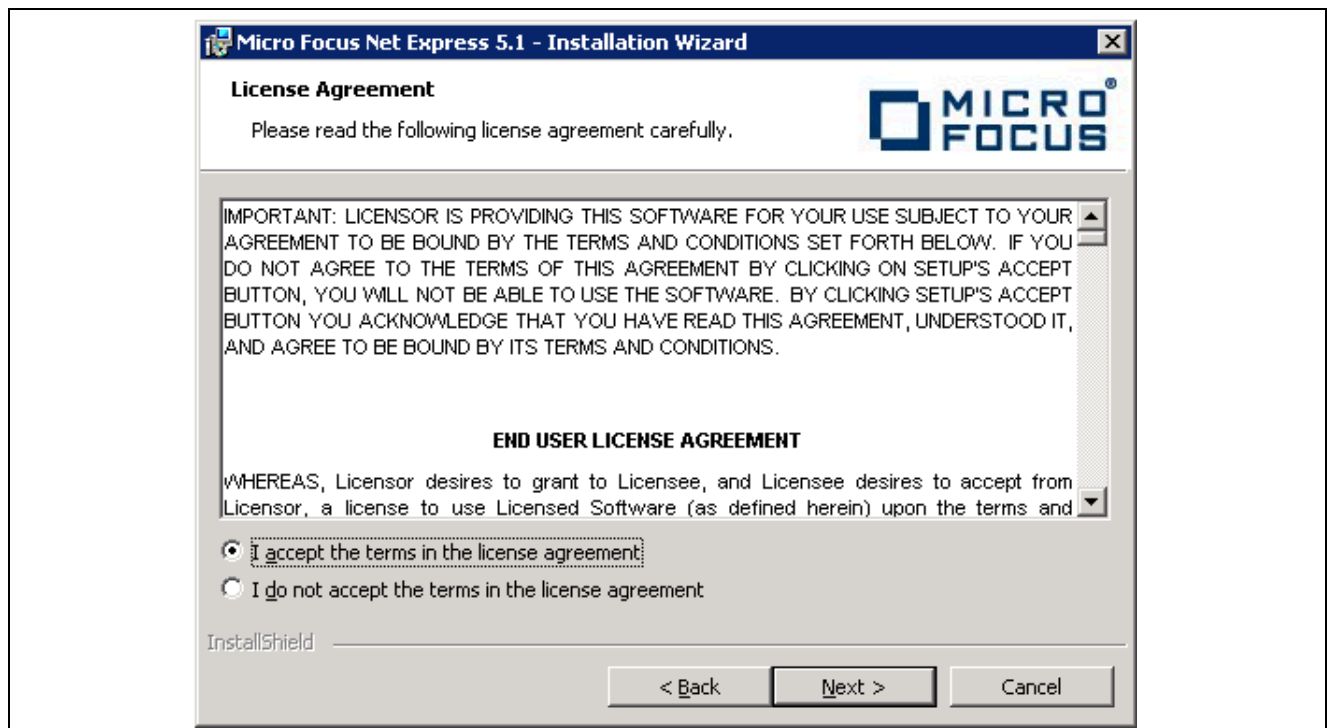 Micro Focus Net Express 5.1 - Installation Wizard
License Agreement
Please read the following license agreement carefully.
MICRO
FOCUS®
IMPORTANT: LICENSOR IS PROVIDING THIS SOFTWARE FOR YOUR USE SUBJECT TO YOUR
AGREEMENT TO BE BOUND BY THE TERMS AND CONDITIONS SET FORTH BELOW. IF YOU
DO NOT AGREE TO THE TERMS OF THIS AGREEMENT BY CLICKING ON SETUP'S ACCEPT
BUTTON, YOU WILL NOT BE ABLE TO USE THE SOFTWARE. BY CLICKING SETUP'S ACCEPT
BUTTON YOU ACKNOWLEDGE THAT YOU HAVE READ THIS AGREEMENT, UNDERSTOOD IT,
AND AGREE TO BE BOUND BY ITS TERMS AND CONDITIONS.
END USER LICENSE AGREEMENT
WHEREAS, Licensor desires to grant to Licensee, and Licensee desires to accept from
Licensor, a license to use Licensed Software (as defined herein) upon the terms and
I accept the terms in the license agreement
I do not accept the terms in the license agreement
InstallShield
< Back
Next >
Cancel